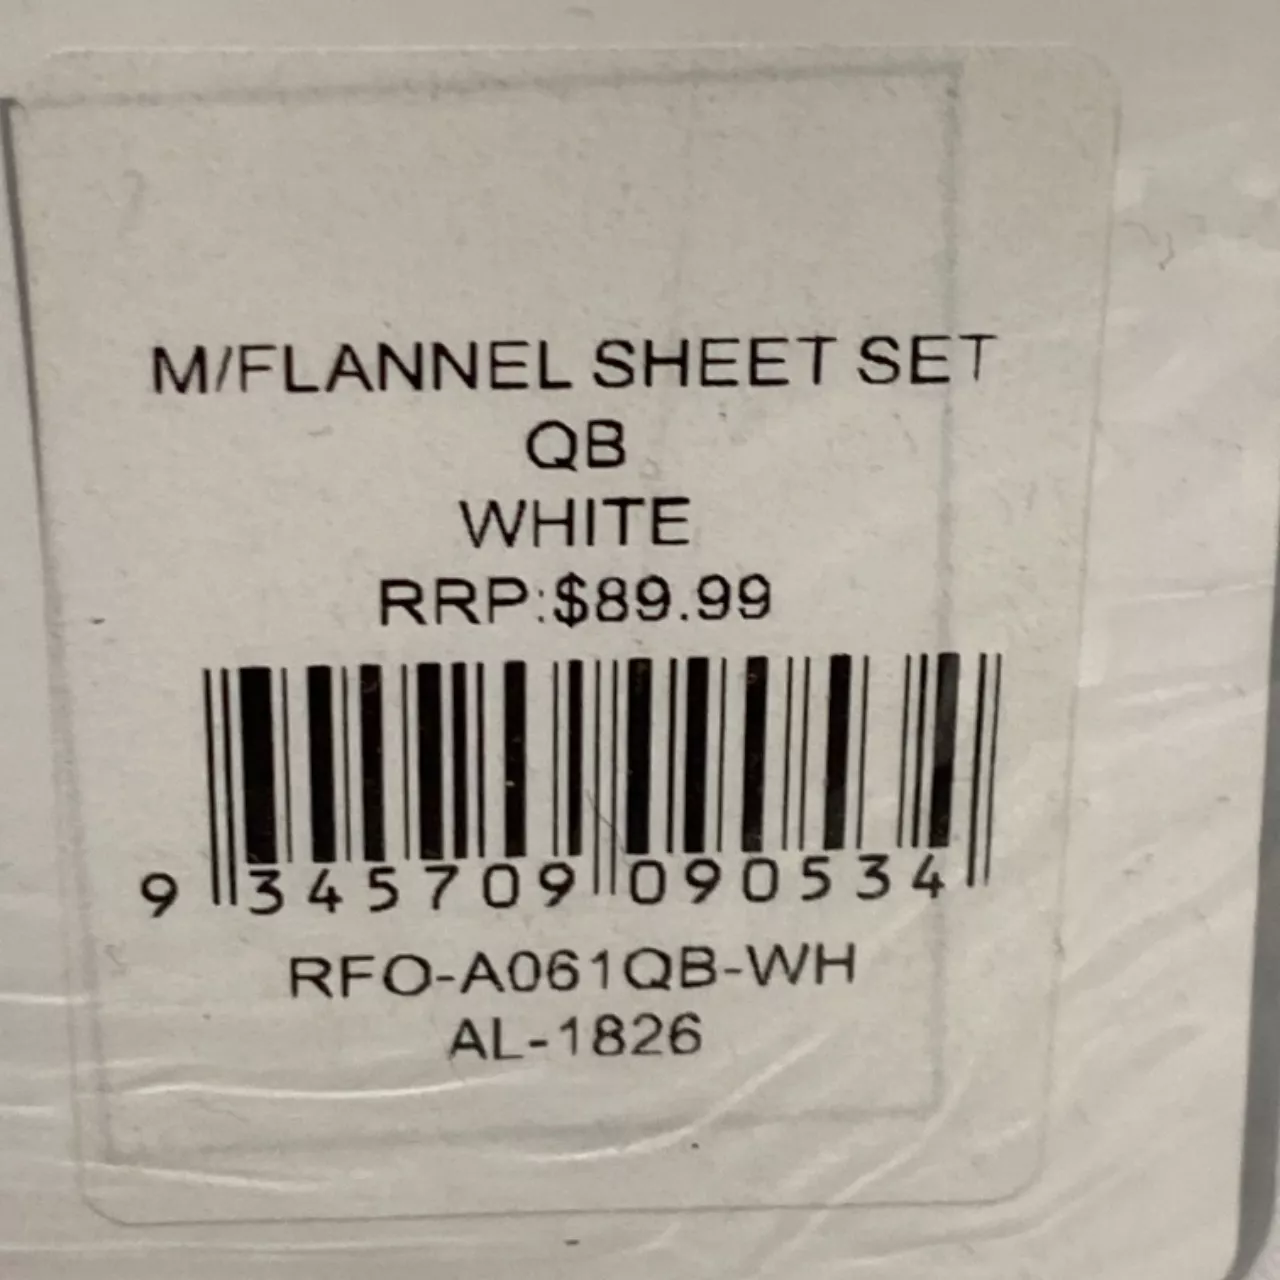 M/FLANNEL SHEET SET
QB
WHITE
RRP:$89.99
9 345709 090534
RFO-A061QB-WH
AL-1826